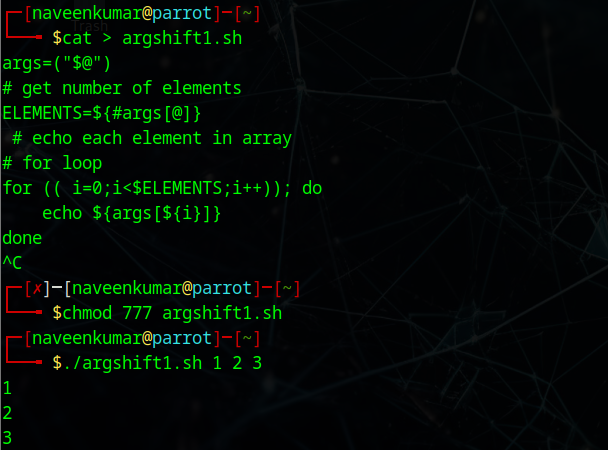 ┌─[naveenkumar@parrot]─[~]
└──╼ $cat > argshift1.sh
args=("$@")
# get number of elements
ELEMENTS=${#args[@]}
 # echo each element in array
# for loop
for (( i=0;i<$ELEMENTS;i++)); do
    echo ${args[${i}]}
done
^C
┌─[✗]─[naveenkumar@parrot]─[~]
└──╼ $chmod 777 argshift1.sh
┌─[naveenkumar@parrot]─[~]
└──╼ $./argshift1.sh 1 2 3
1
2
3